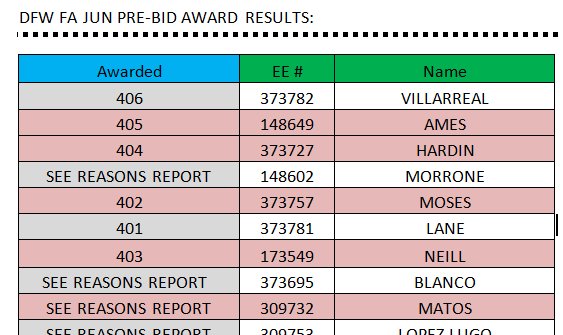 DFW FA JUN PRE-BID AWARD RESULTS:
Awarded EE # Name
406 373782 VILLARREAL
405 148649 AMES
404 373727 HARDIN
SEE REASONS REPORT 148602 MORRONE
402 373757 MOSES
401 373781 LANE
403 173549 NEILL
SEE REASONS REPORT 373695 BLANCO
SEE REASONS REPORT 309732 MATOS
SEE REASONS REPORT 309753 LOPEZ LUGO